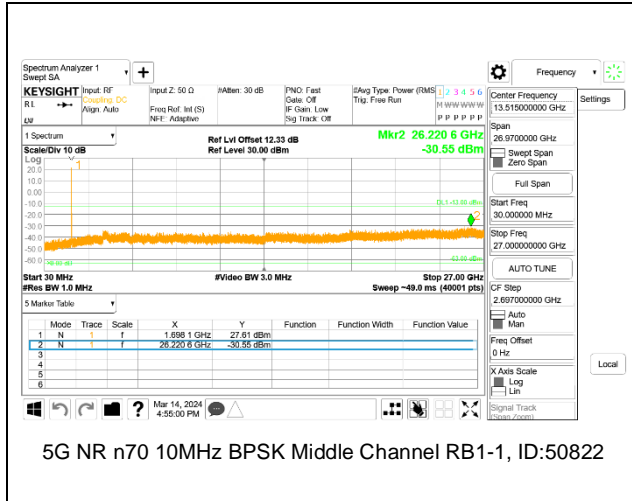 Spectrum Analyzer 1
Swept SA
+
Frequency
Settings
KEYSIGHT
RL
Input: RF
Coupling: DC
Align: Auto
Input Z: 50 Ω
Freq Ref: Int (S)
NFE: Adaptive
#Atten: 30 dB
PNO: Fast
Gate: Off
IF Gain: Low
Sig Track: Off
#Avg Type: Power (RMS
Trig: Free Run
1 2 3 4 5 6
M W W W W W
P P P P P P
Center Frequency
13.515000000 GHz
Span
26.9700000 GHz
Swept Span
Zero Span
Full Span
Start Freq
30.000000 MHz
Stop Freq
27.000000000 GHz
AUTO TUNE
CF Step
2.697000000 GHz
Auto
Man
Freq Offset
0 Hz
X Axis Scale
Log
Lin
Signal Track
(Span Zoom)
Local
1 Spectrum
Scale/Div 10 dB
Ref Lvl Offset 12.33 dB
Ref Level 30.00 dBm
Mkr2 26.220 6 GHz
-30.55 dBm
Log
20.0
10.0
0.00
-10.0
-20.0
-30.0
-40.0
-50.0
-60.0
1
2
Start 30 MHz
#Res BW 1.0 MHz
#Video BW 3.0 MHz
Stop 27.00 GHz
Sweep ~49.0 ms (40001 pts)
5 Marker Table
Mode Trace Scale X Y Function Function Width Function Value
1 N 1 f 1.698 1 GHz 27.61 dBm
2 N 1 f 26.220 6 GHz -30.55 dBm
3
4
5
6
?
Mar 14, 2024
4:55:00 PM
5G NR n70 10MHz BPSK Middle Channel RB1-1, ID:50822